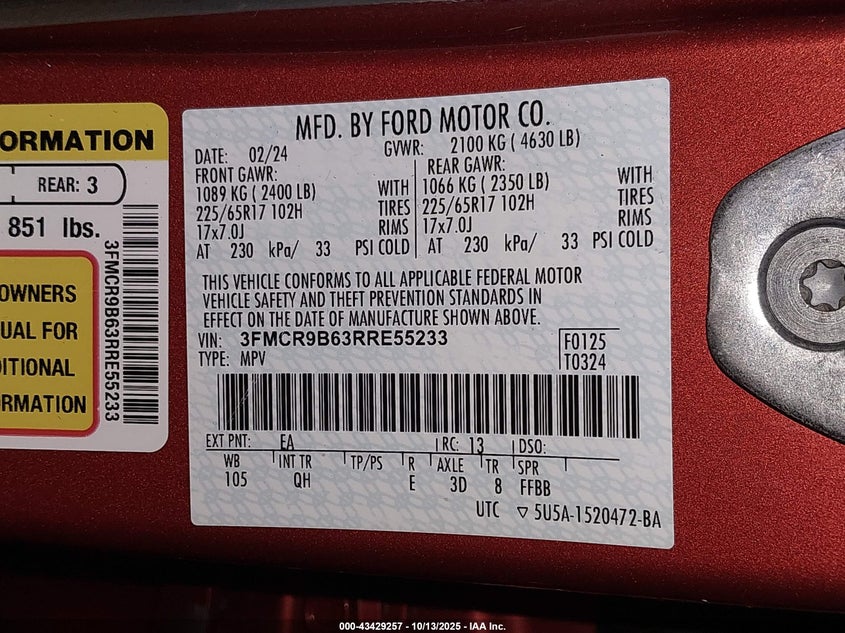 ORMATION
REAR: 3
851 lbs.
3FMCR9B63RRE55233
OWNERS
UAL FOR
DITIONAL
ORMATION
MFD. BY FORD MOTOR CO.
DATE: 02/24 GVWR: 2100 KG ( 4630 LB)
FRONT GAWR: REAR GAWR:
1089 KG ( 2400 LB) WITH 1066 KG ( 2350 LB) WITH
225/65R17 102H TIRES 225/65R17 102H TIRES
17x7.0J RIMS 17x7.0J RIMS
AT 230 kPa/ 33 PSI COLD AT 230 kPa/ 33 PSI COLD
THIS VEHICLE CONFORMS TO ALL APPLICABLE FEDERAL MOTOR
VEHICLE SAFETY AND THEFT PREVENTION STANDARDS IN
EFFECT ON THE DATE OF MANUFACTURE SHOWN ABOVE.
VIN: 3FMCR9B63RRE55233 F0125
TYPE: MPV T0324
EXT PNT: EA RC: 13 DSO:
WB INT TR TP/PS R AXLE TR SPR
105 QH E 3D 8 FFBB
UTC ▽ 5U5A-1520472-BA
000-43429257 - 10/13/2025 - IAA Inc.